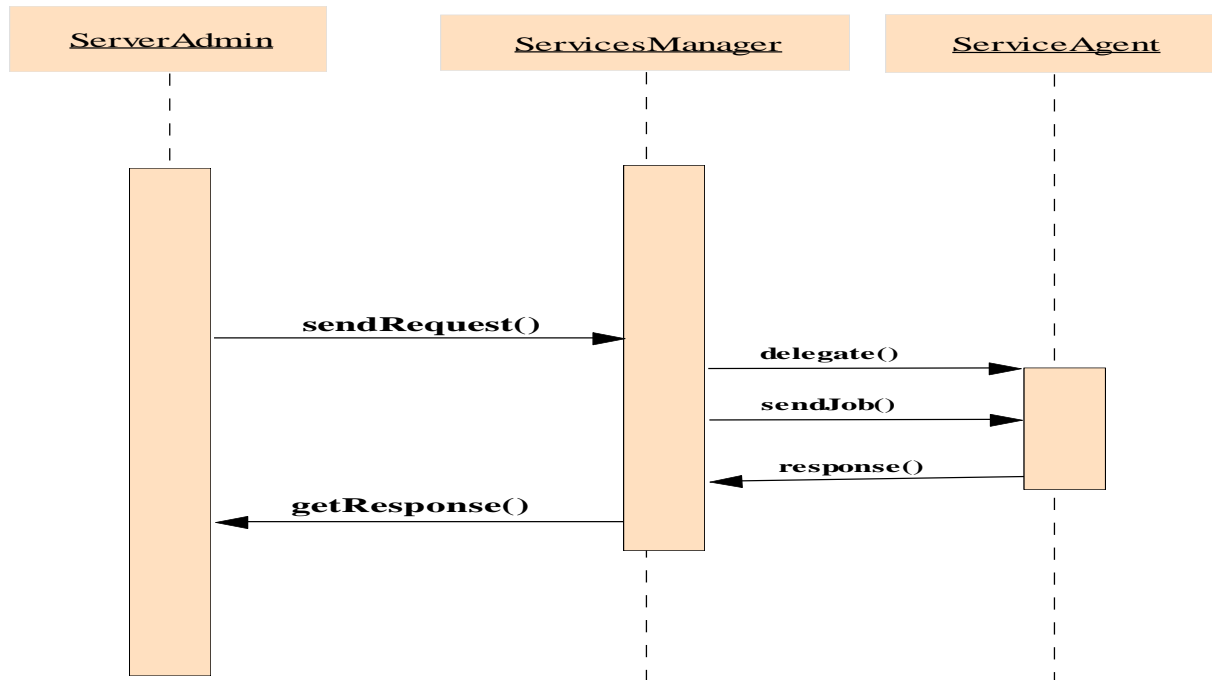 ServerAdmin
ServicesManager
ServiceAgent
sendRequest()
delegate()
sendJob()
response()
getResponse()